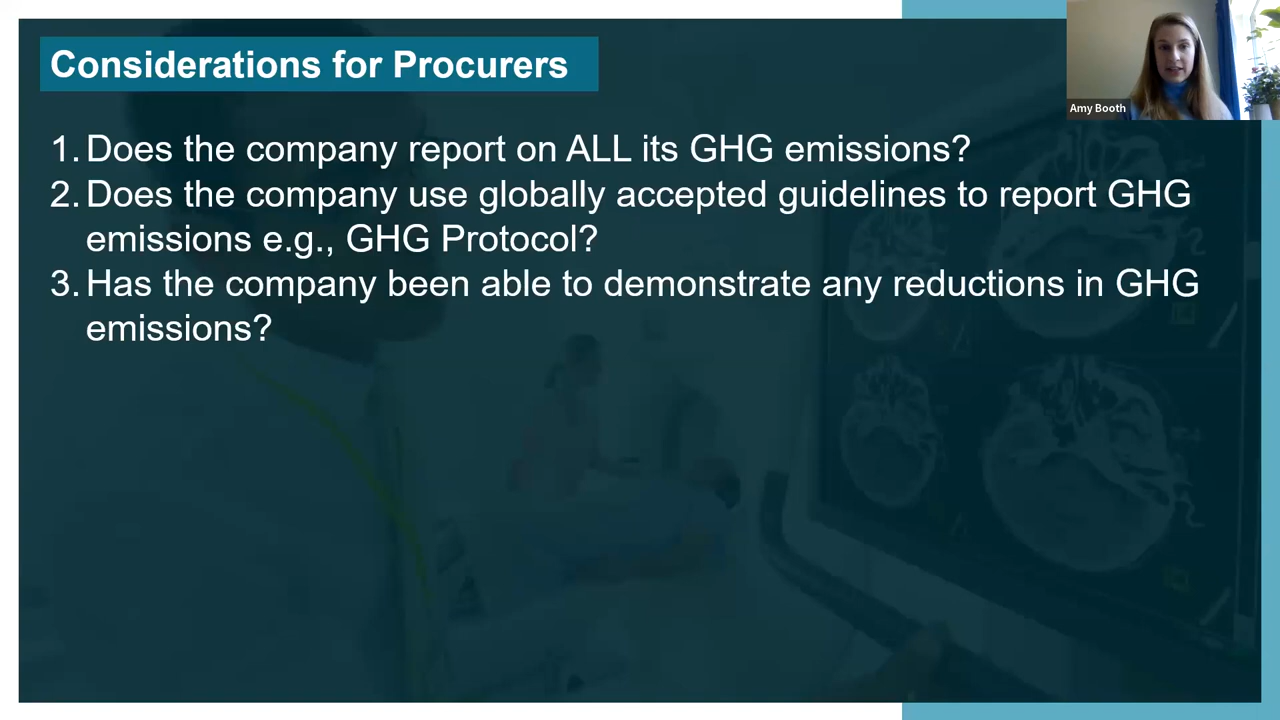 Considerations for Procurers
Amy Booth
1. Does the company report on ALL its GHG emissions?
2. Does the company use globally accepted guidelines to report GHG
emissions e.g., GHG Protocol?
3. Has the company been able to demonstrate any reductions in GHG
emissions?